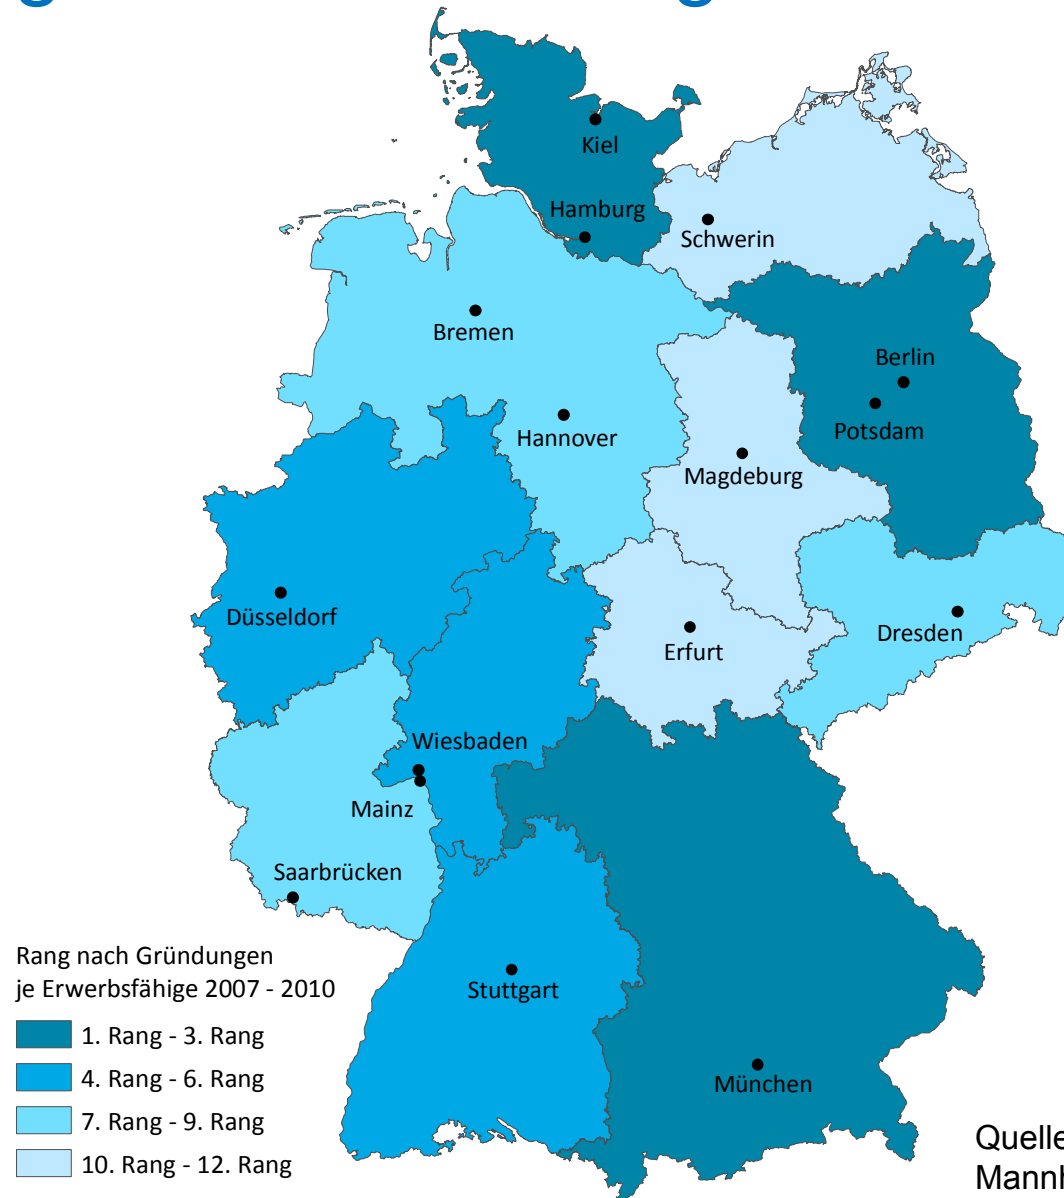 Kiel
Hamburg
Schwerin
Bremen
Berlin
Hannover
Potsdam
Magdeburg
Düsseldorf
Dresden
Erfurt
Wiesbaden
Mainz
Saarbrücken
Stuttgart
München
Rang nach Gründungen
je Erwerbsfähige 2007 - 2010
1. Rang - 3. Rang
4. Rang - 6. Rang
7. Rang - 9. Rang
10. Rang - 12. Rang
Quelle
Mannh